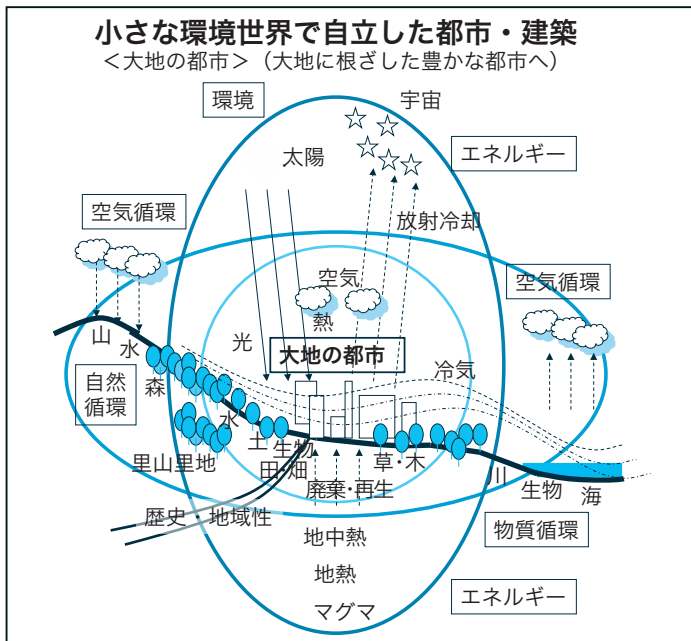 小さな環境世界で自立した都市・建築
＜大地の都市＞（大地に根ざした豊かな都市へ）
環境
宇宙
太陽
エネルギー
空気循環
放射冷却
空気
空気循環
熱
山
水
光
大地の都市
冷気
自然
循環
森
水
土
生物
里山里地
田・畑
草・木
川
生物
海
廃棄・再生
歴史・地域性
地中熱
物質循環
地熱
エネルギー
マグマ